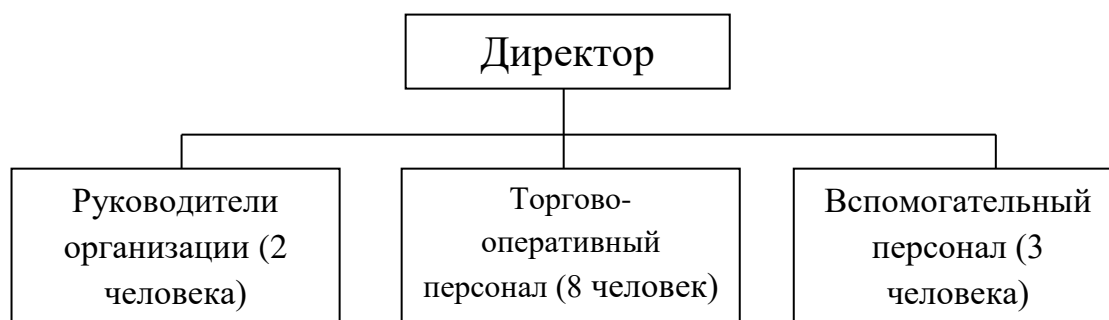 Директор
Руководители
организации (2
человека)
Торгово-
оперативный
персонал (8 человек)
Вспомогательный
персонал (3
человека)